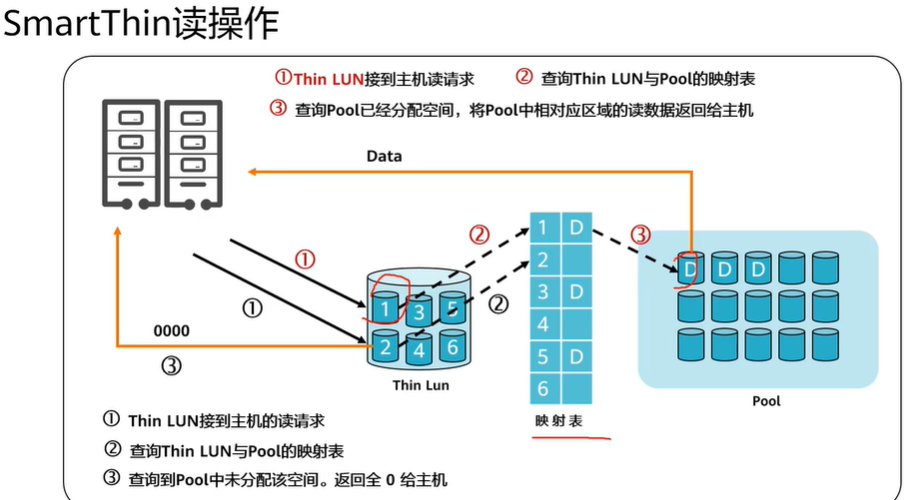 SmartThin读操作
①Thin LUN接到主机读请求 ② 查询Thin LUN与Pool的映射表
③ 查询Pool已经分配空间，将Pool中相对应区域的读数据返回给主机
Data
① ② ③
① ②
1 3 5
2 4 6
1 D
2
3 D
4
5 D
6
D D D
0000
③
Thin Lun
映射表
Pool
① Thin LUN接到主机的读请求
② 查询Thin LUN与Pool的映射表
③ 查询到Pool中未分配该空间。返回全 0 给主机